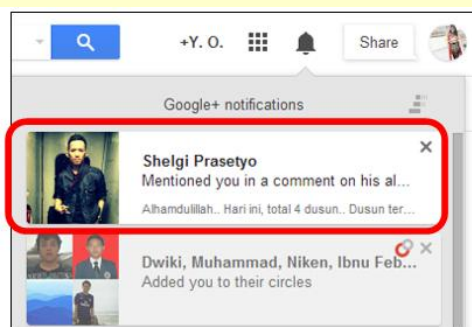 +Y. O.
Share
Google+ notifications
Shelgi Prasetyo
Mentioned you in a comment on his al...
Alhamdulillah.. Hari ini, total 4 dusun.. Dusun ter...
Dwiki, Muhammad, Niken, Ibnu Feb...
Added you to their circles